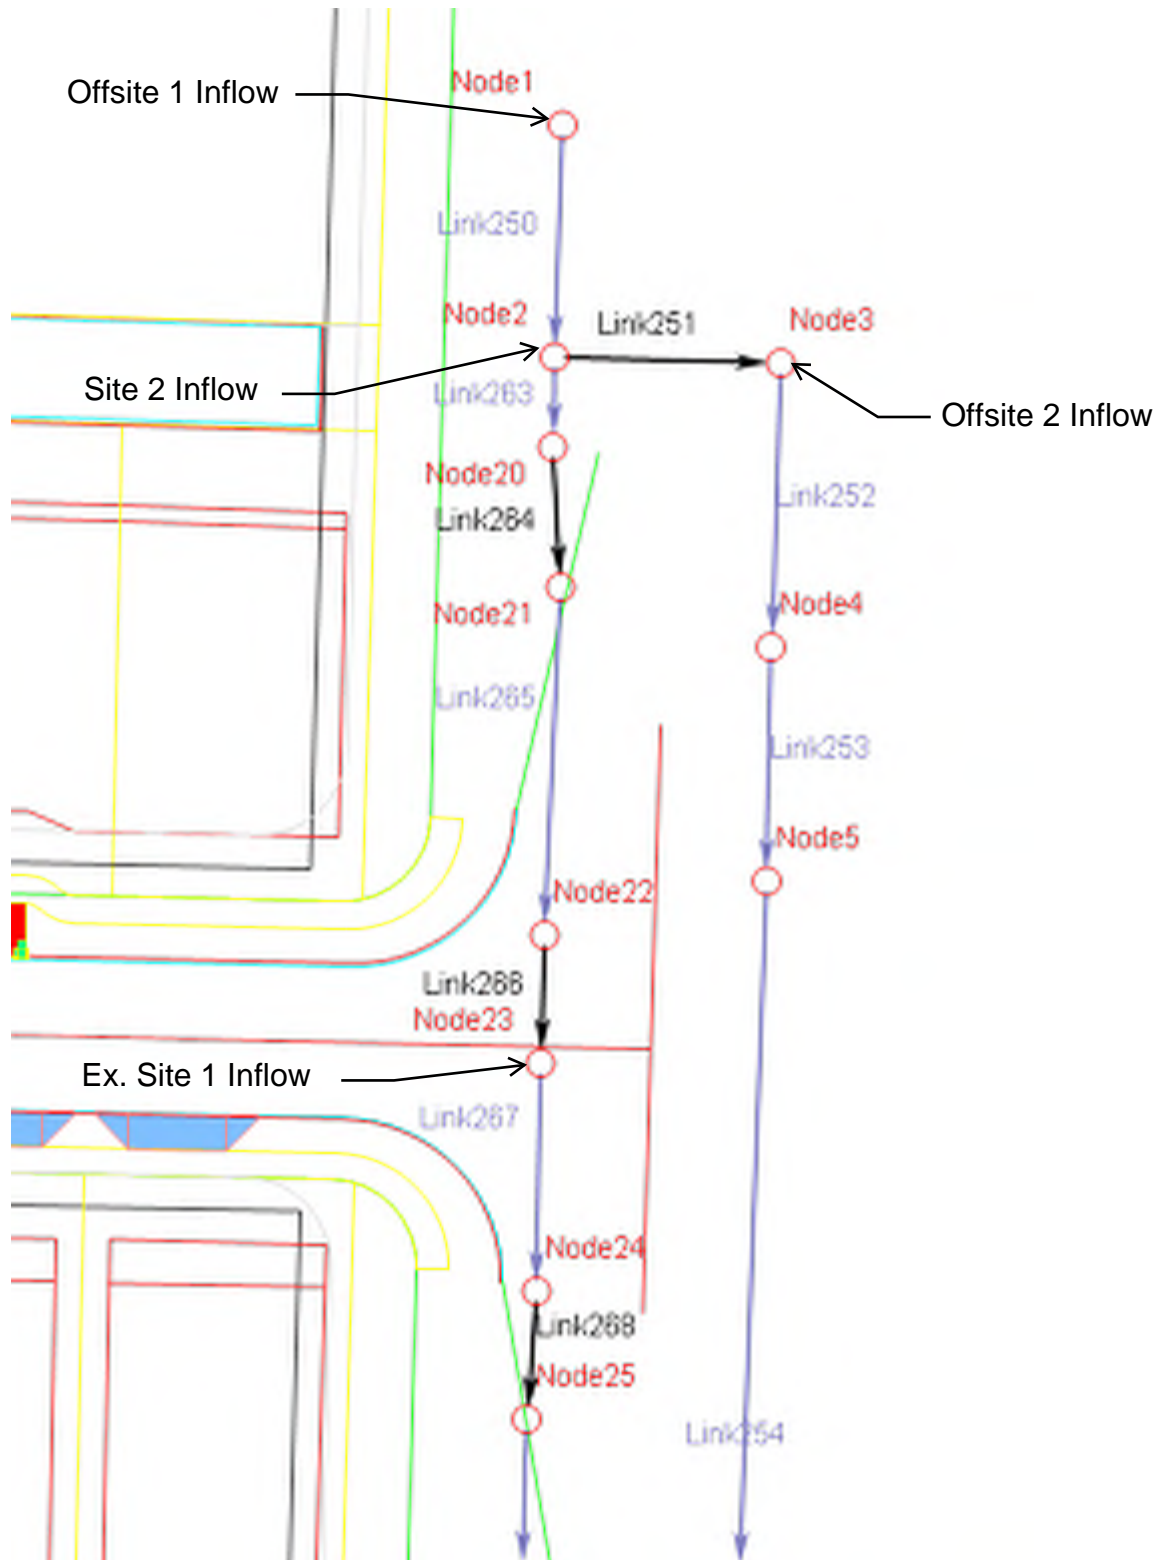 Node1
Offsite 1 Inflow
Link250
Node2
Link251
Node3
Site 2 Inflow
Link263
Offsite 2 Inflow
Node20
Link252
Link264
Node4
Node21
Link265
Link253
Node5
Node22
Link266
Node23
Ex. Site 1 Inflow
Link267
Node24
Link268
Node25
Link254